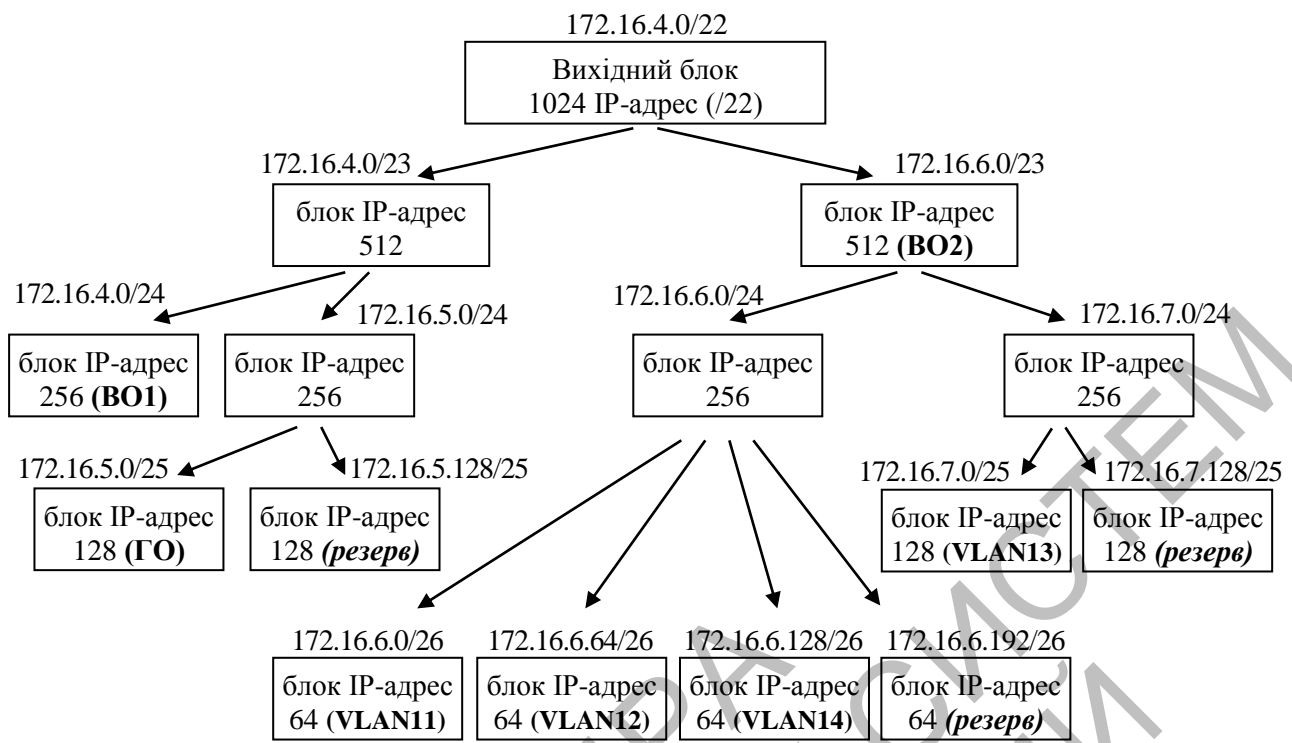 172.16.4.0/22
Вихідний блок
1024 IP-адрес (/22)
172.16.4.0/23
172.16.6.0/23
блок IP-адрес
512
блок IP-адрес
512 (ВО2)
172.16.4.0/24
172.16.5.0/24
172.16.6.0/24
172.16.7.0/24
блок IP-адрес
256 (ВО1)
блок IP-адрес
256
блок IP-адрес
256
блок IP-адрес
256
172.16.5.0/25
172.16.5.128/25
172.16.7.0/25
172.16.7.128/25
блок IP-адрес
128 (ГО)
блок IP-адрес
128 (резерв)
блок IP-адрес
128 (VLAN13)
блок IP-адрес
128 (резерв)
172.16.6.0/26
172.16.6.64/26
172.16.6.128/26
172.16.6.192/26
блок IP-адрес
64 (VLAN11)
блок IP-адрес
64 (VLAN12)
блок IP-адрес
64 (VLAN14)
блок IP-адрес
64 (резерв)